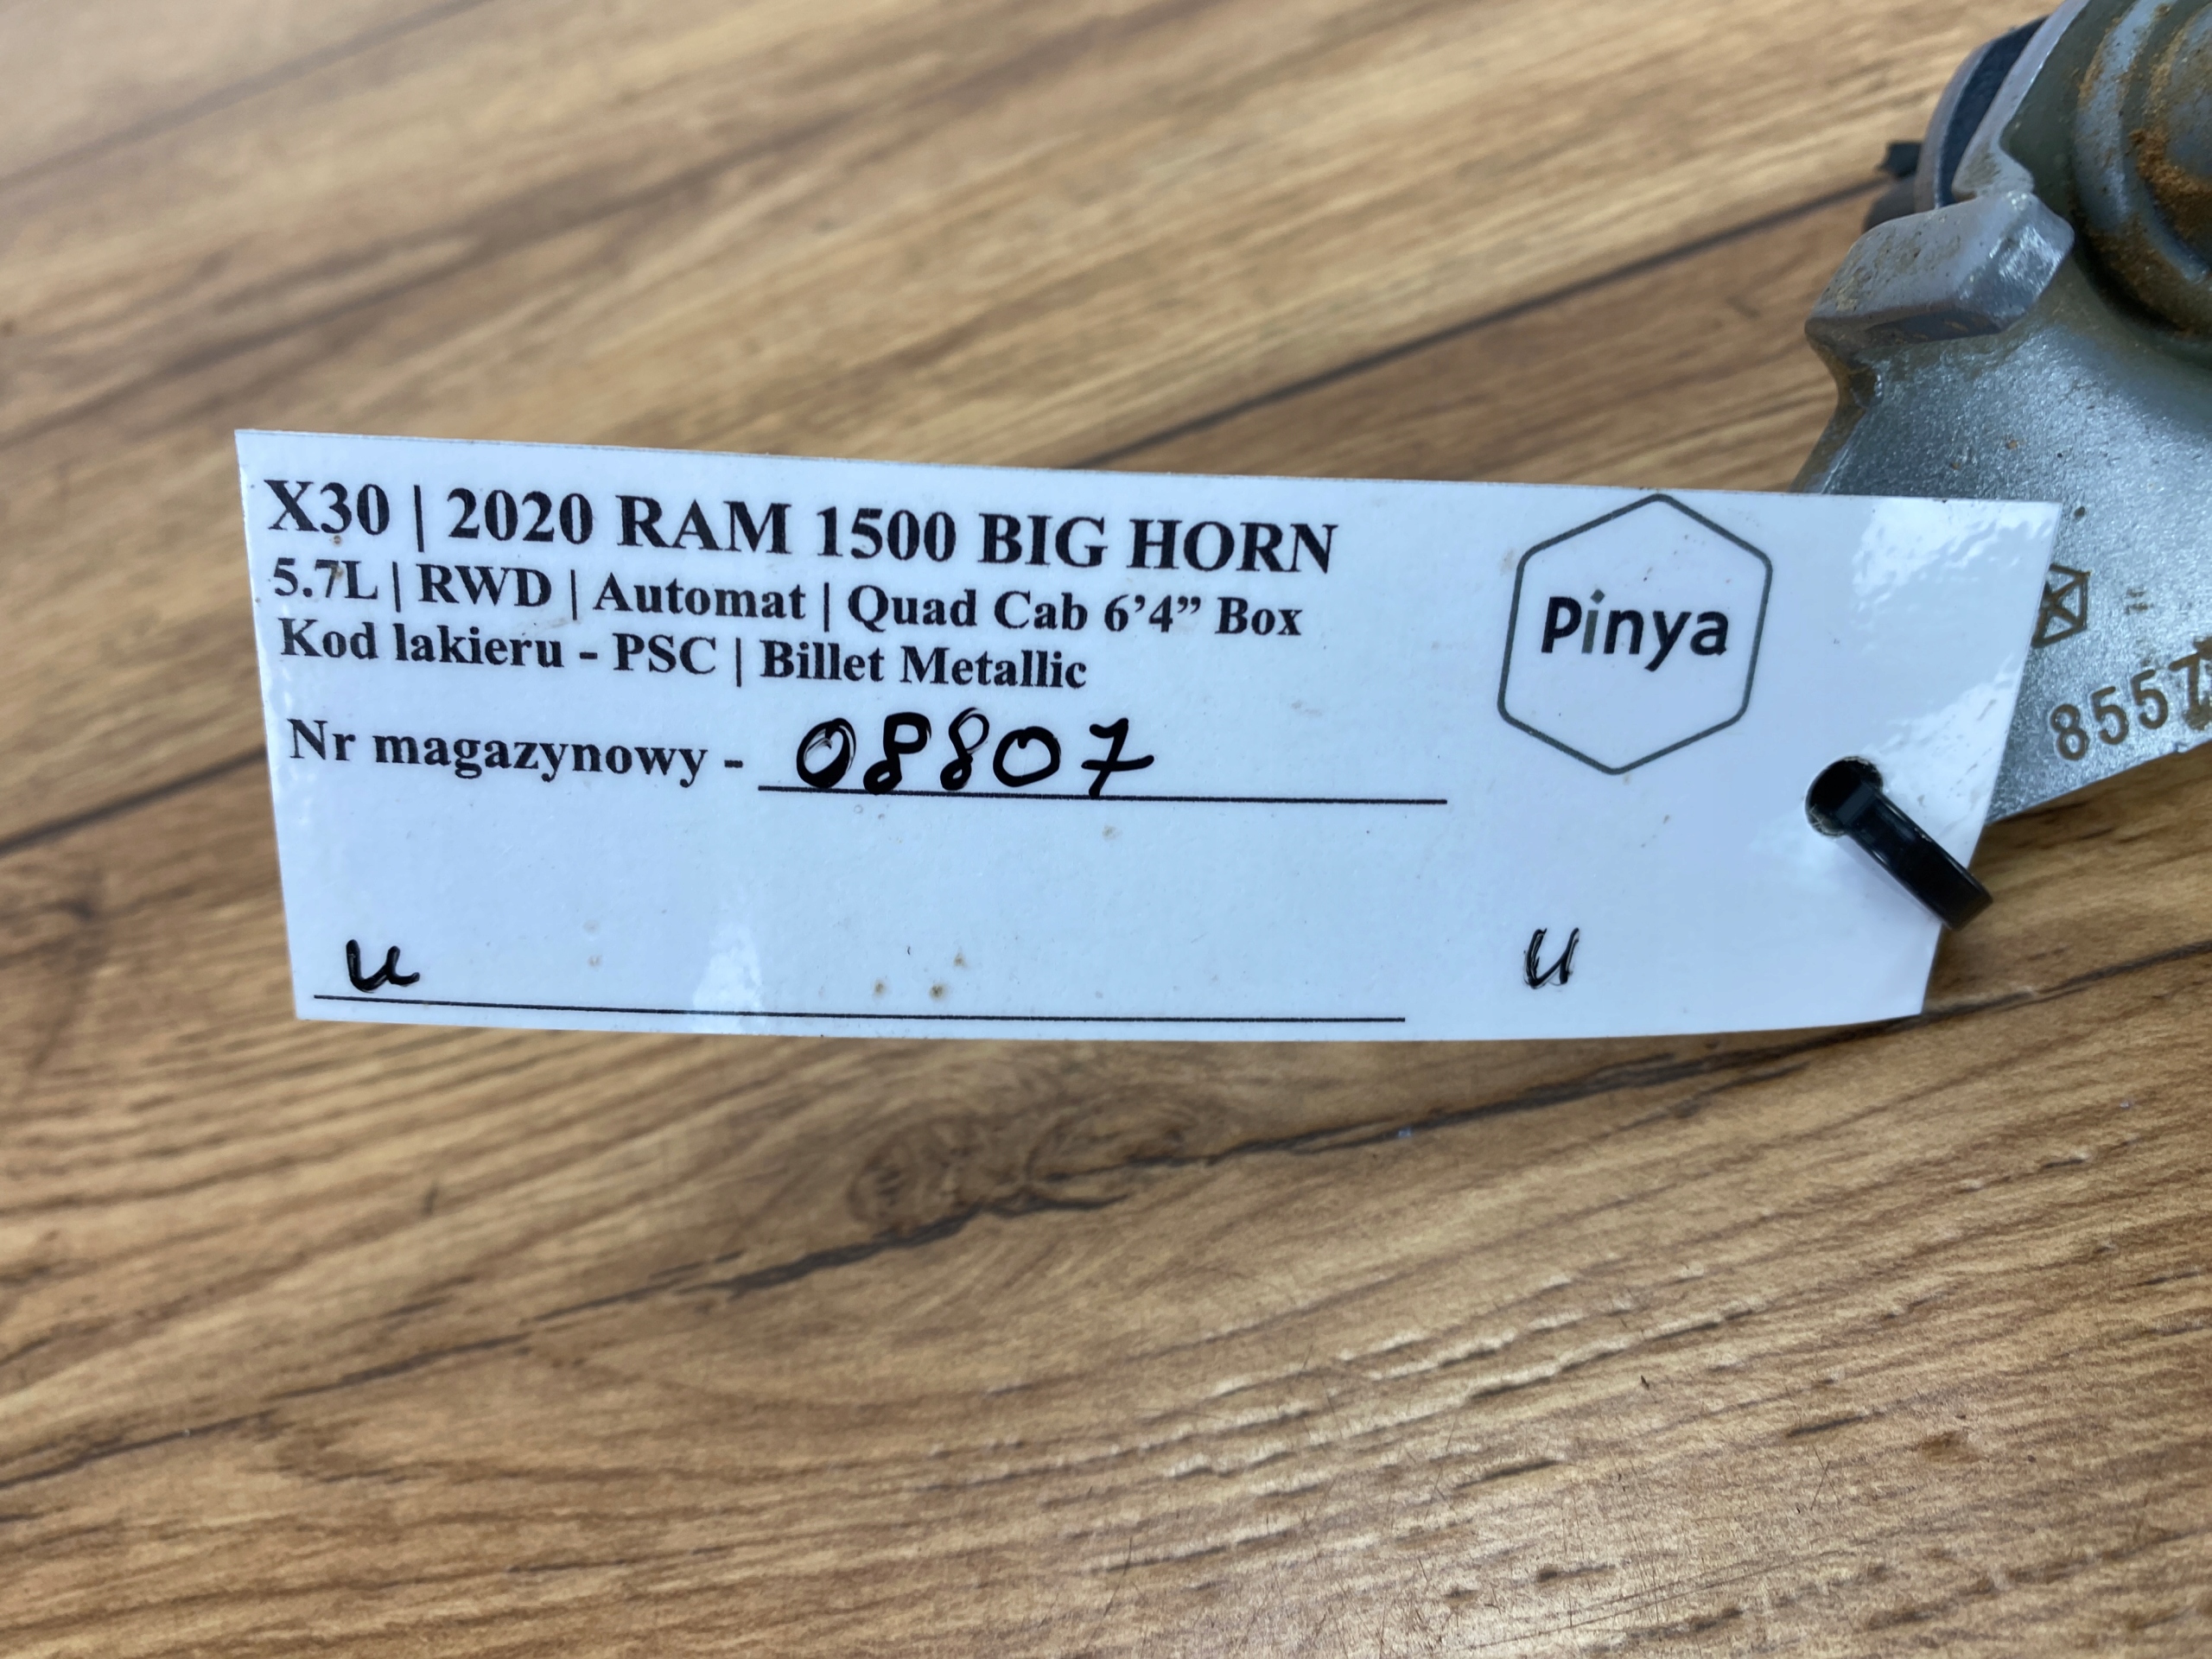 X30 | 2020 RAM 1500 BIG HORN
5.7L | RWD | Automat | Quad Cab 6’4” Box
Kod lakieru - PSC | Billet Metallic
Nr magazynowy - 08807
Pinya
u
u
8557